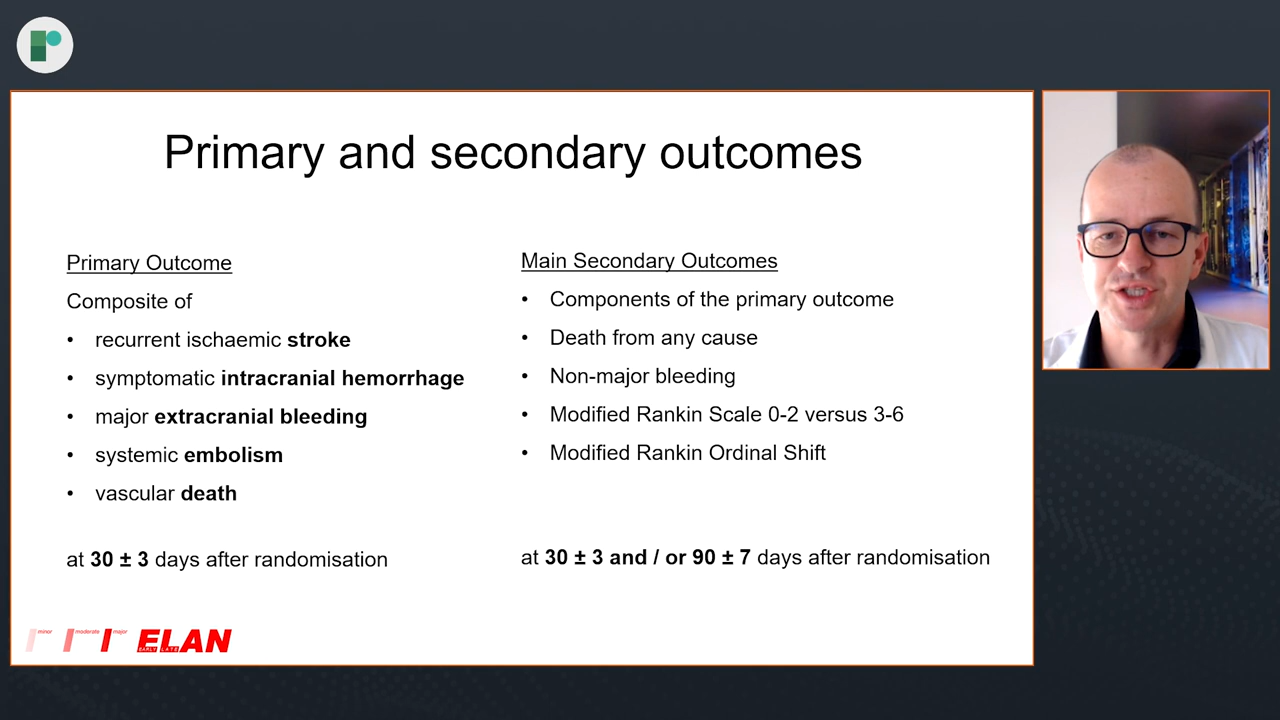 Primary and secondary outcomes
Primary Outcome
Composite of
• recurrent ischaemic stroke
• symptomatic intracranial hemorrhage
• major extracranial bleeding
• systemic embolism
• vascular death
at 30 ± 3 days after randomisation
Main Secondary Outcomes
• Components of the primary outcome
• Death from any cause
• Non-major bleeding
• Modified Rankin Scale 0-2 versus 3-6
• Modified Rankin Ordinal Shift
at 30 ± 3 and / or 90 ± 7 days after randomisation
minor moderate major ELAN
EARLY LATE